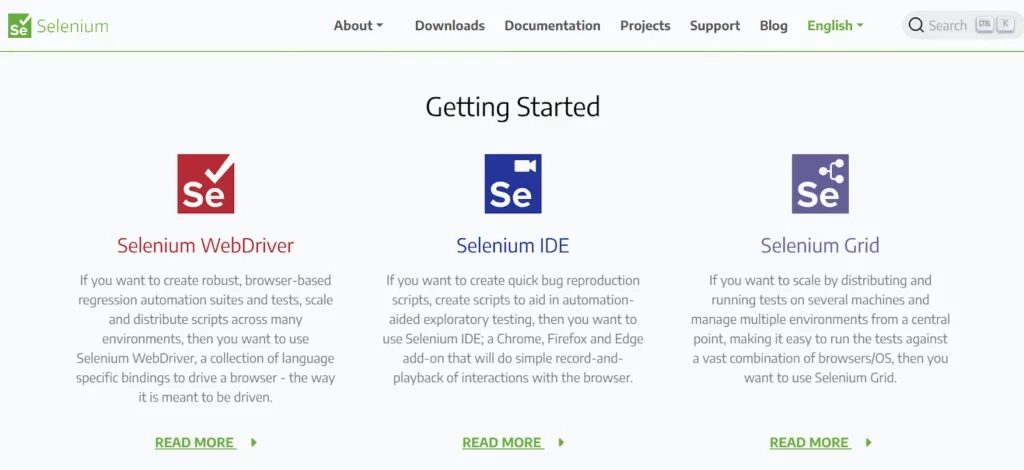 Se Selenium
About Downloads Documentation Projects Support Blog English Search CTRL K
Getting Started
Se
Selenium WebDriver
If you want to create robust, browser-based
regression automation suites and tests, scale
and distribute scripts across many
environments, then you want to use
Selenium WebDriver, a collection of language
specific bindings to drive a browser - the way
it is meant to be driven.
READ MORE
Se
Selenium IDE
If you want to create quick bug reproduction
scripts, create scripts to aid in automation-
aided exploratory testing, then you want to
use Selenium IDE; a Chrome, Firefox and Edge
add-on that will do simple record-and-
playback of interactions with the browser.
READ MORE
Se
Selenium Grid
If you want to scale by distributing and
running tests on several machines and
manage multiple environments from a central
point, making it easy to run the tests against
a vast combination of browsers/OS, then you
want to use Selenium Grid.
READ MORE